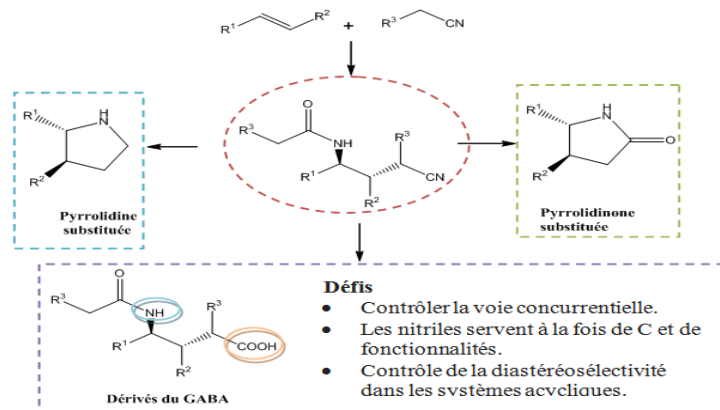 R¹ R² + R³ CN
R¹ H N R²
Pyrrolidine
substituée
R³ O NH R¹ R² R³ CN
R¹ H N O R²
Pyrrolidinone
substituée
R³ O NH R¹ R² R³ COOH
Dérivés du GABA
Défis
• Contrôler la voie concurrentielle.
• Les nitriles servent à la fois de C et de
fonctionnalités.
• Contrôle de la diastéréosélectivité
dans les systèmes acycliques.